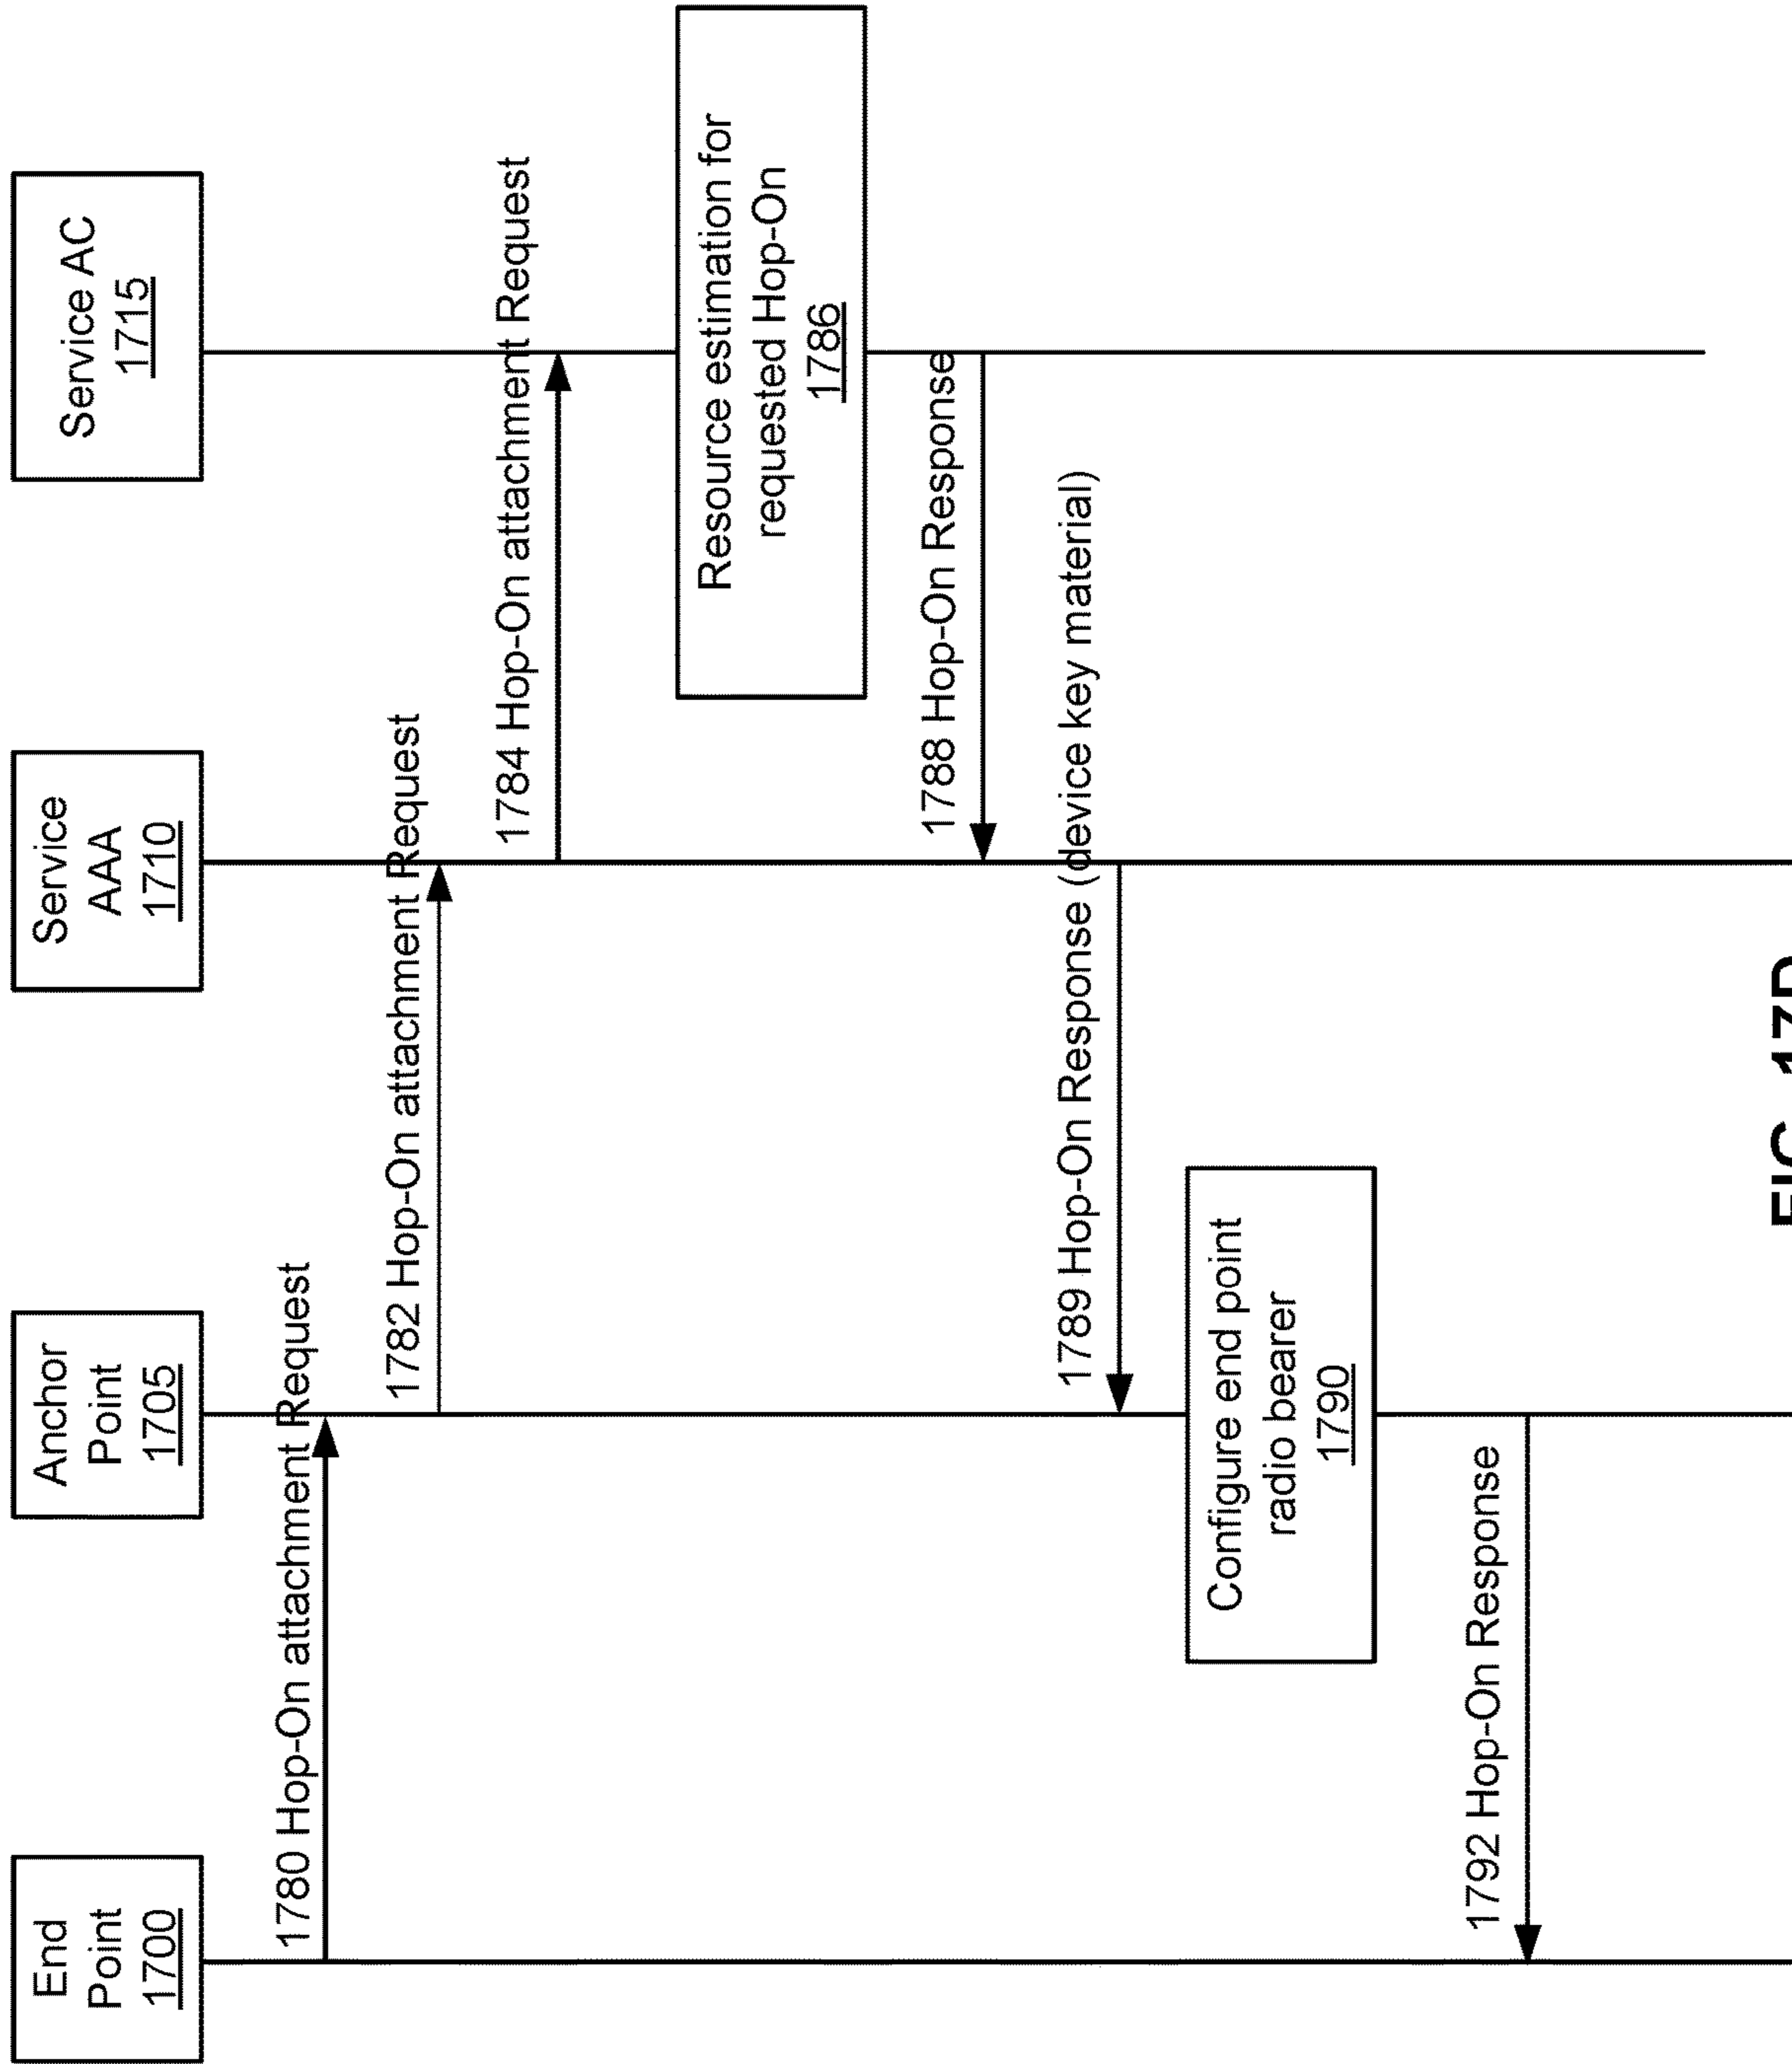 End
Point
1700
Anchor
Point
1705
Service
AAA
1710
Service AC
1715
1780 Hop-On attachment Request
1782 Hop-On attachment Request
1784 Hop-On attachment Request
Resource estimation for
requested Hop-On
1786
1788 Hop-On Response
1789 Hop-On Response (device key material)
Configure end point
radio bearer
1790
1792 Hop-On Response
FIG. 17D